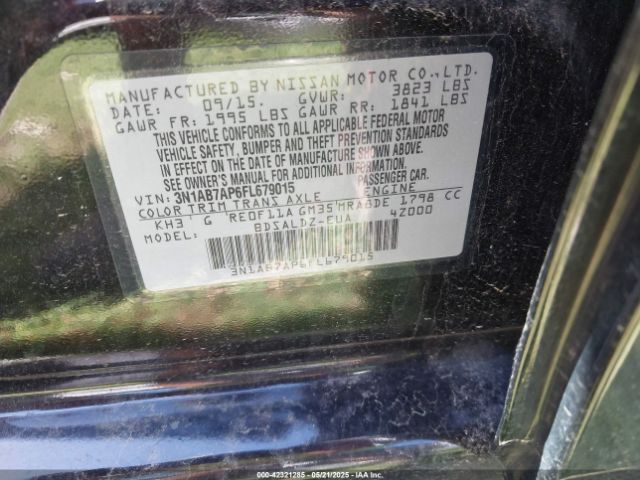 MANUFACTURED BY NISSAN MOTOR CO., LTD.
DATE: 09/15. GVWR: 3823 LBS
GAWR FR: 1995 LBS GAWR RR: 1841 LBS
THIS VEHICLE CONFORMS TO ALL APPLICABLE FEDERAL MOTOR
VEHICLE SAFETY, BUMPER AND THEFT PREVENTION STANDARDS
IN EFFECT ON THE DATE OF MANUFACTURE SHOWN ABOVE.
SEE OWNER'S MANUAL FOR ADDITIONAL INFORMATION.
VIN: 3N1AB7AP6FL679015 PASSENGER CAR.
COLOR TRIM TRANS AXLE ENGINE
KH3 G RE0F11A GM35 MRA8DE 1798 CC
MODEL: BDSALDZ-EUA 4Z000
3N1AB7AP6FL679015
000-42321285 - 05/21/2025 - IAA Inc. Copyright